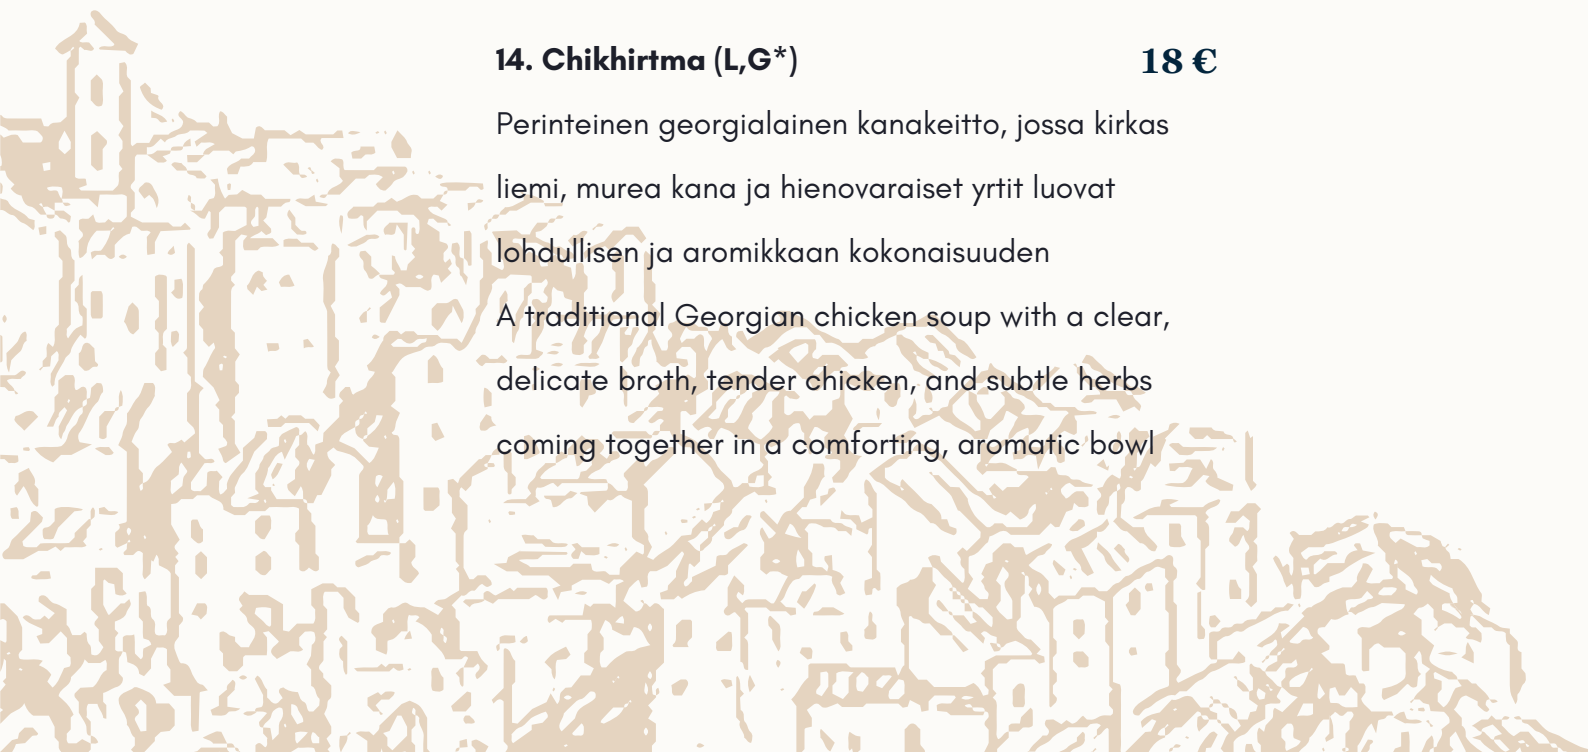 14. Chikhirtma (L,G*) 18 €
Perinteinen georgialainen kanakeitto, jossa kirkas
liemi, murea kana ja hienovaraiset yrtit luovat
lohdullisen ja aromikkaan kokonaisuuden
A traditional Georgian chicken soup with a clear,
delicate broth, tender chicken, and subtle herbs
coming together in a comforting, aromatic bowl